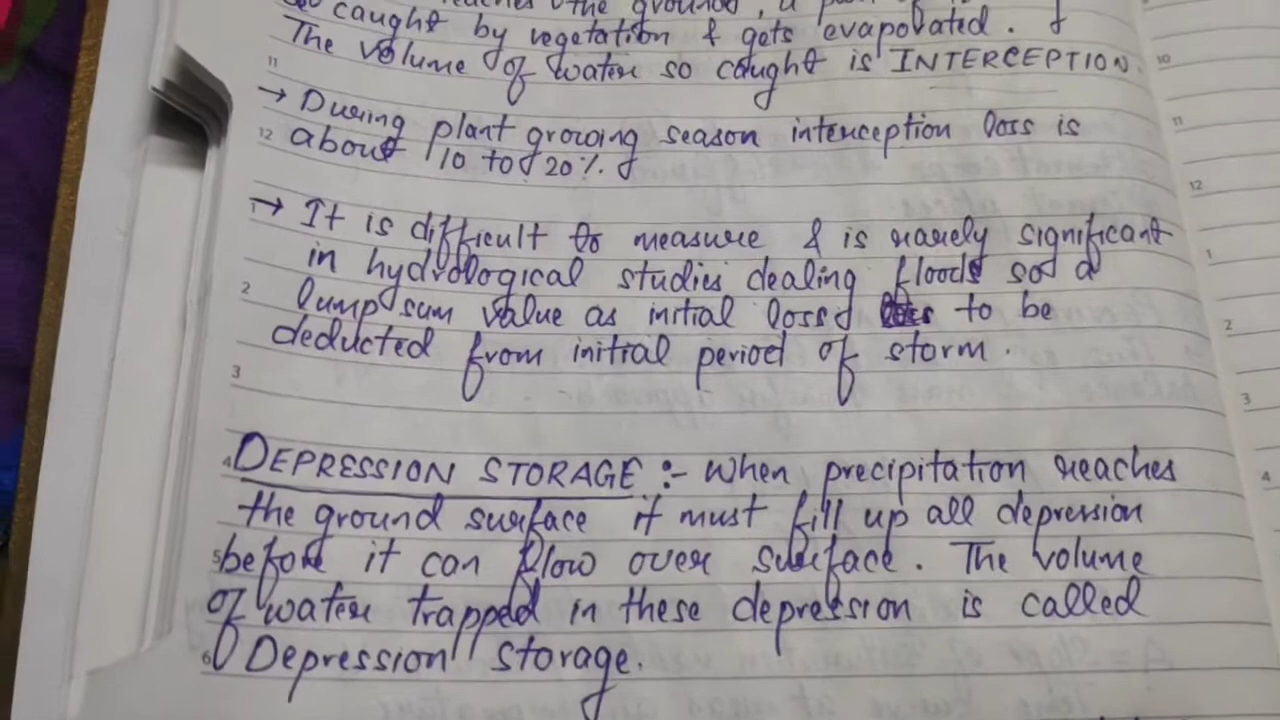 reaches the ground, a
caught by vegetation & gets evaporated.
The volume of water so caught is INTERCEPTION.
→ During plant growing season interception loss is
about 10 to 20%.
→ It is difficult to measure & is rarely significant
in hydrological studies dealing floods so a
lump sum value as initial loss to be
deducted from initial period of storm.
DEPRESSION STORAGE :- When precipitation reaches
the ground surface it must fill up all depression
before it can flow over surface. The volume
of water trapped in these depression is called
Depression storage.